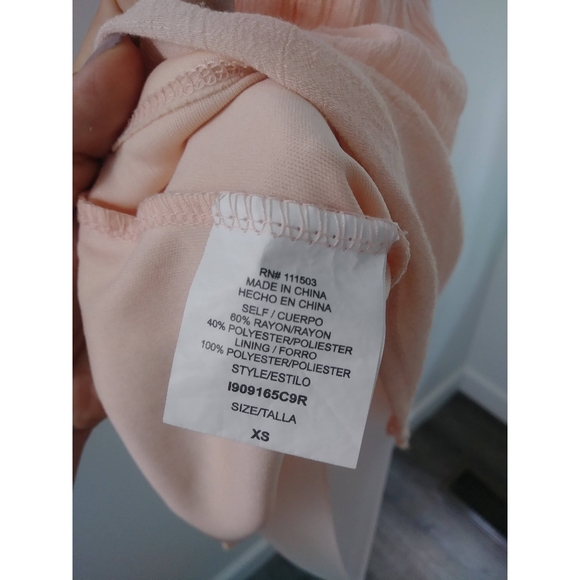 RN# 111503
MADE IN CHINA
HECHO EN CHINA
SELF / CUERPO
60% RAYON/RAYON
40% POLYESTER/POLIESTER
LINING / FORRO
100% POLYESTER/POLIESTER
STYLE/ESTILO
I909165C9R
SIZE/TALLA
XS